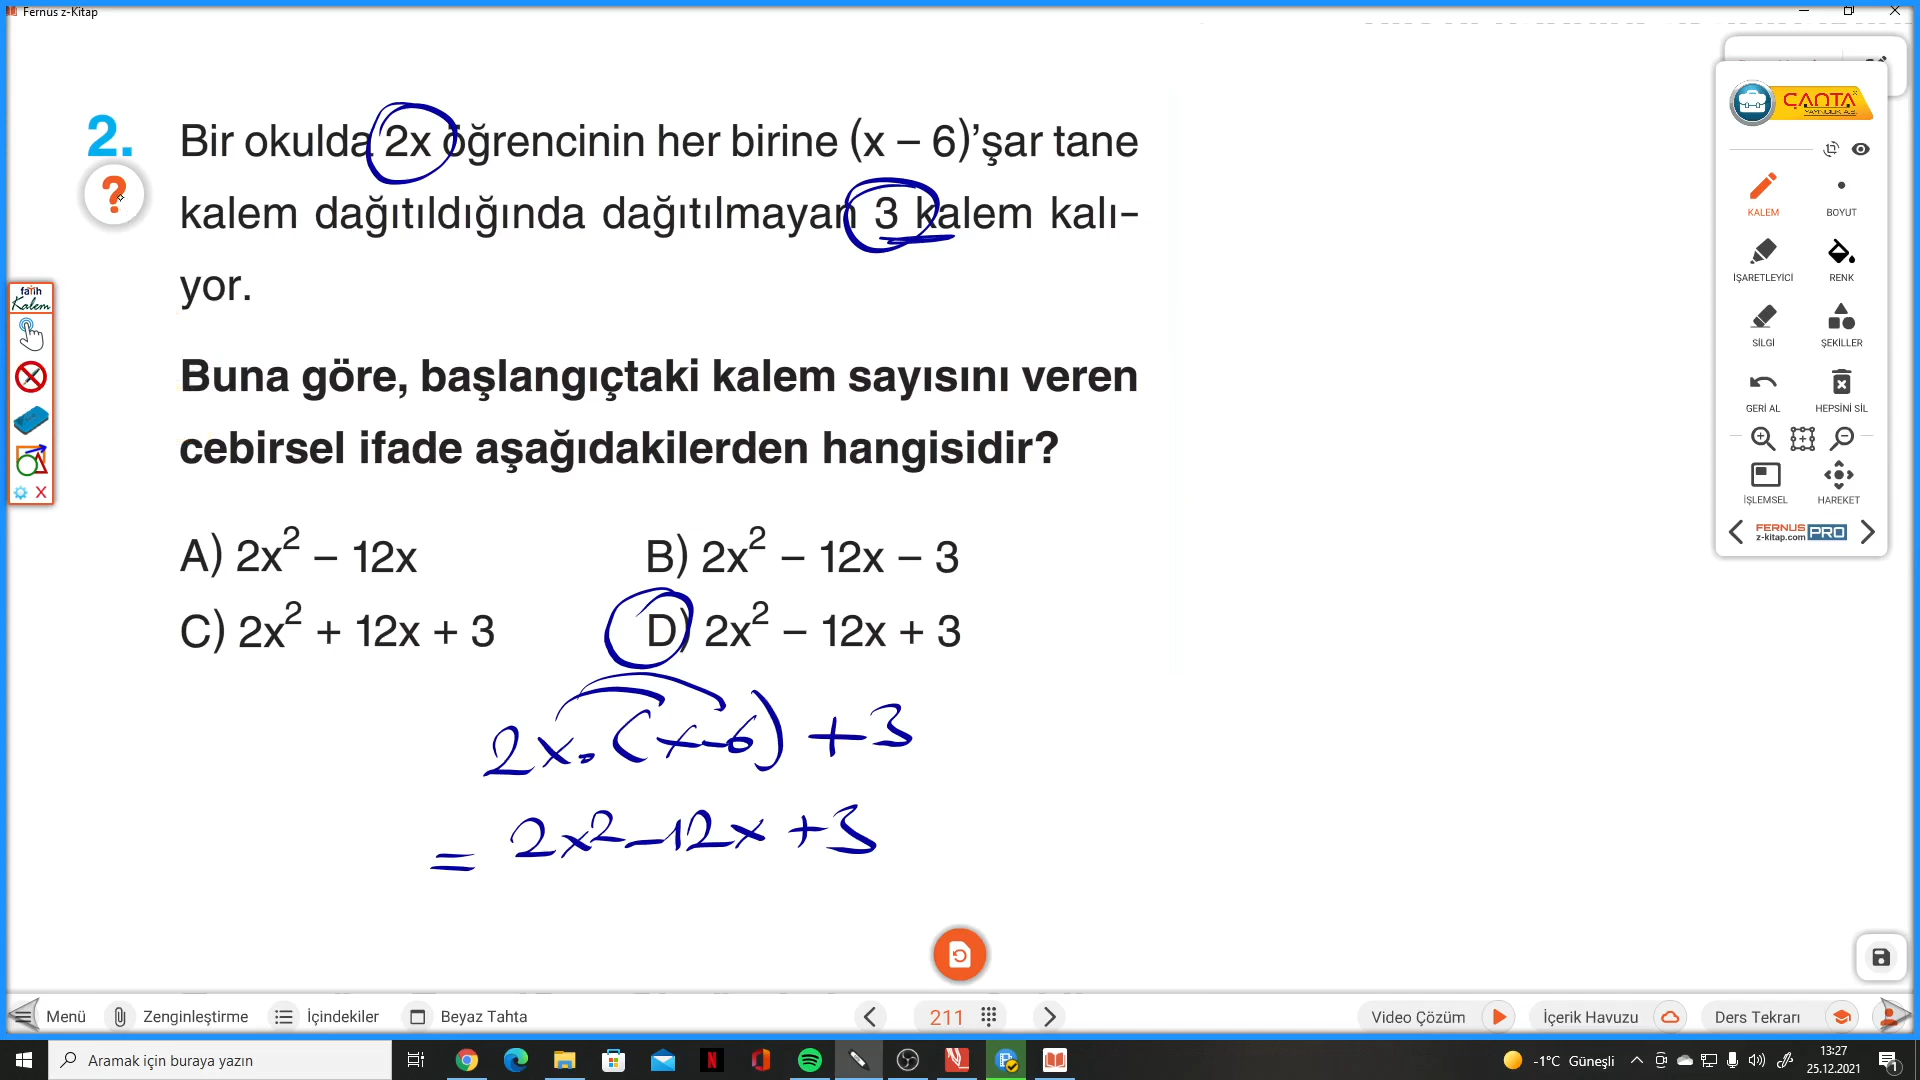 Fernus z-Kitap
2. Bir okulda 2x öğrencinin her birine (x – 6)'şar tane
kalem dağıtıldığında dağıtılmayan 3 kalem kalı-
yor.
Buna göre, başlangıçtaki kalem sayısını veren
cebirsel ifade aşağıdakilerden hangisidir?
A) 2x² – 12x
B) 2x² – 12x – 3
C) 2x² + 12x + 3
D) 2x² – 12x + 3
2x.(x-6)+3
= 2x²-12x+3
fatih
Kalem
X
ÇANTA
KALEM
BOYUT
İŞARETLEYİCİ
RENK
SİLGİ
ŞEKİLLER
GERİ AL
HEPSİNİ SİL
İŞLEMSEL
HAREKET
FERNUS
z-kitap.com PRO
Menü
Zenginleştirme
İçindekiler
Beyaz Tahta
211
Video Çözüm
İçerik Havuzu
Ders Tekrarı
Aramak için buraya yazın
-1°C Güneşli
13:27
25.12.2021
1